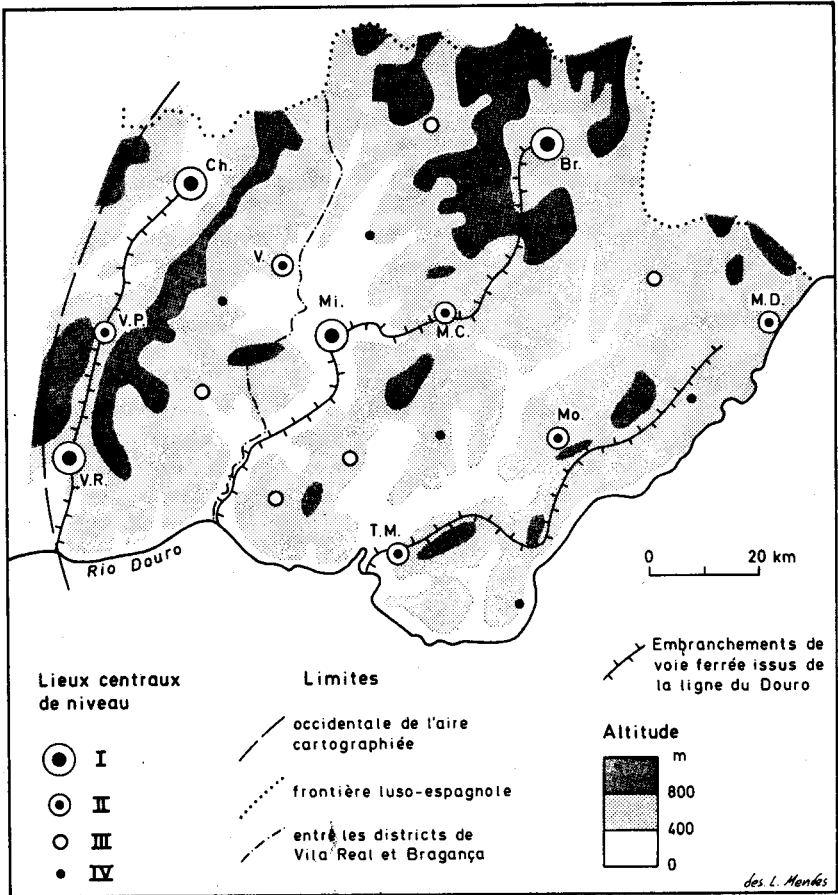 Ch.
Br.
V.
Mi.
M.D.
V.P.
M.C.
Mo.
V.R.
T.M.
Rio Douro
0 20 km
Embranchements de
voie ferrée issus de
la ligne du Douro
Lieux centraux
de niveau
I
II
III
IV
Limites
occidentale de l'aire
cartographiée
frontière luso-espagnole
entre les districts de
Vila Real et Bragança
Altitude
m
800
400
0
des. L. Mendes